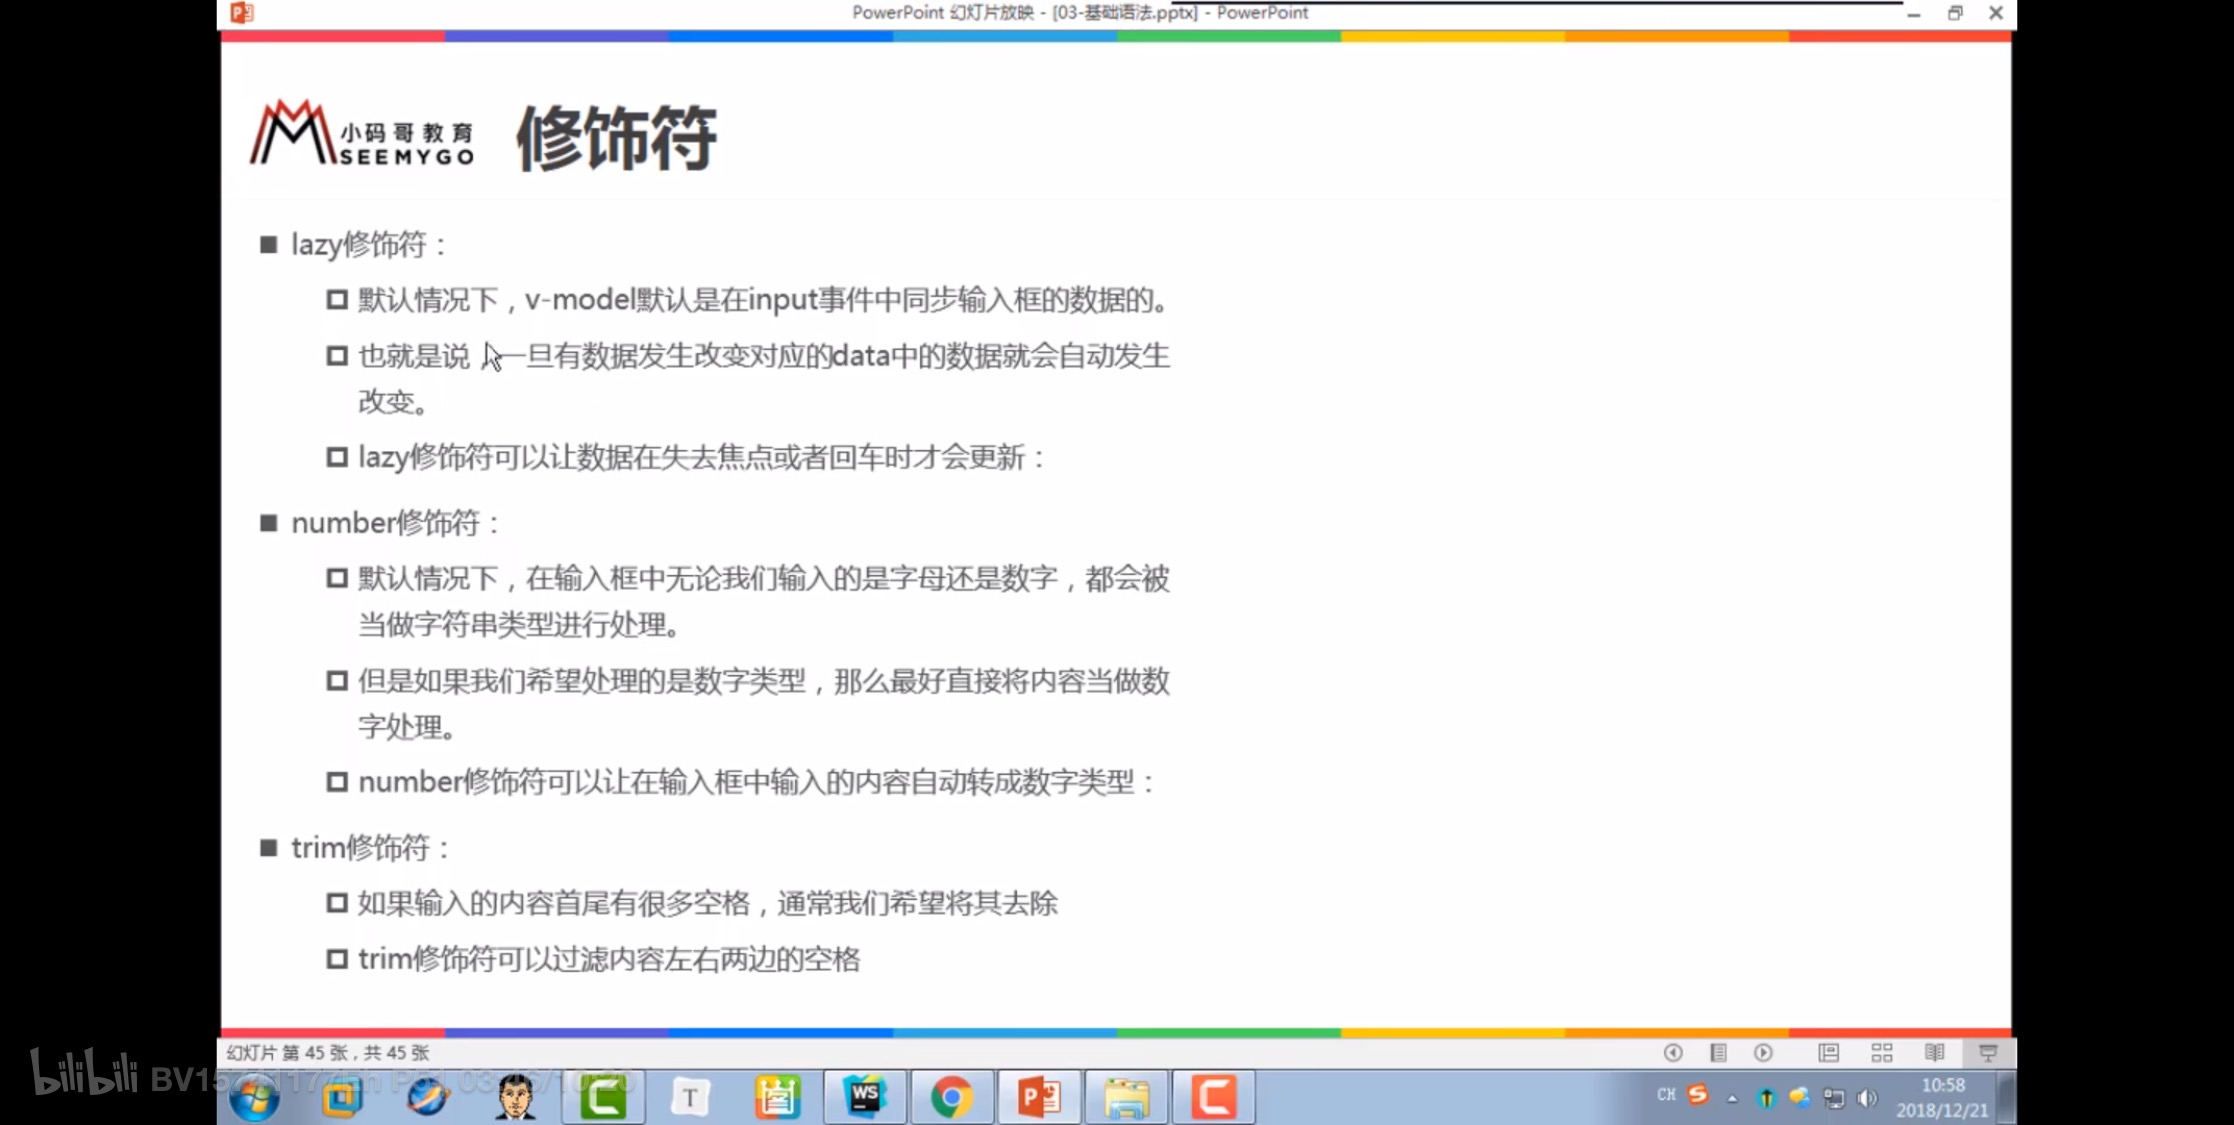 PowerPoint 幻灯片放映 - [03-基础语法.pptx] - PowerPoint
小码哥教育
SEEMYGO
修饰符
lazy修饰符：
默认情况下，v-model默认是在input事件中同步输入框的数据的。
也就是说，一旦有数据发生改变对应的data中的数据就会自动发生
改变。
lazy修饰符可以让数据在失去焦点或者回车时才会更新：
number修饰符：
默认情况下，在输入框中无论我们输入的是字母还是数字，都会被
当做字符串类型进行处理。
但是如果我们希望处理的是数字类型，那么最好直接将内容当做数
字处理。
number修饰符可以让在输入框中输入的内容自动转成数字类型：
trim修饰符：
如果输入的内容首尾有很多空格，通常我们希望将其去除
trim修饰符可以过滤内容左右两边的空格
幻灯片 第 45 张，共 45 张
bilibili
T
WS
CH
10:58
2018/12/21